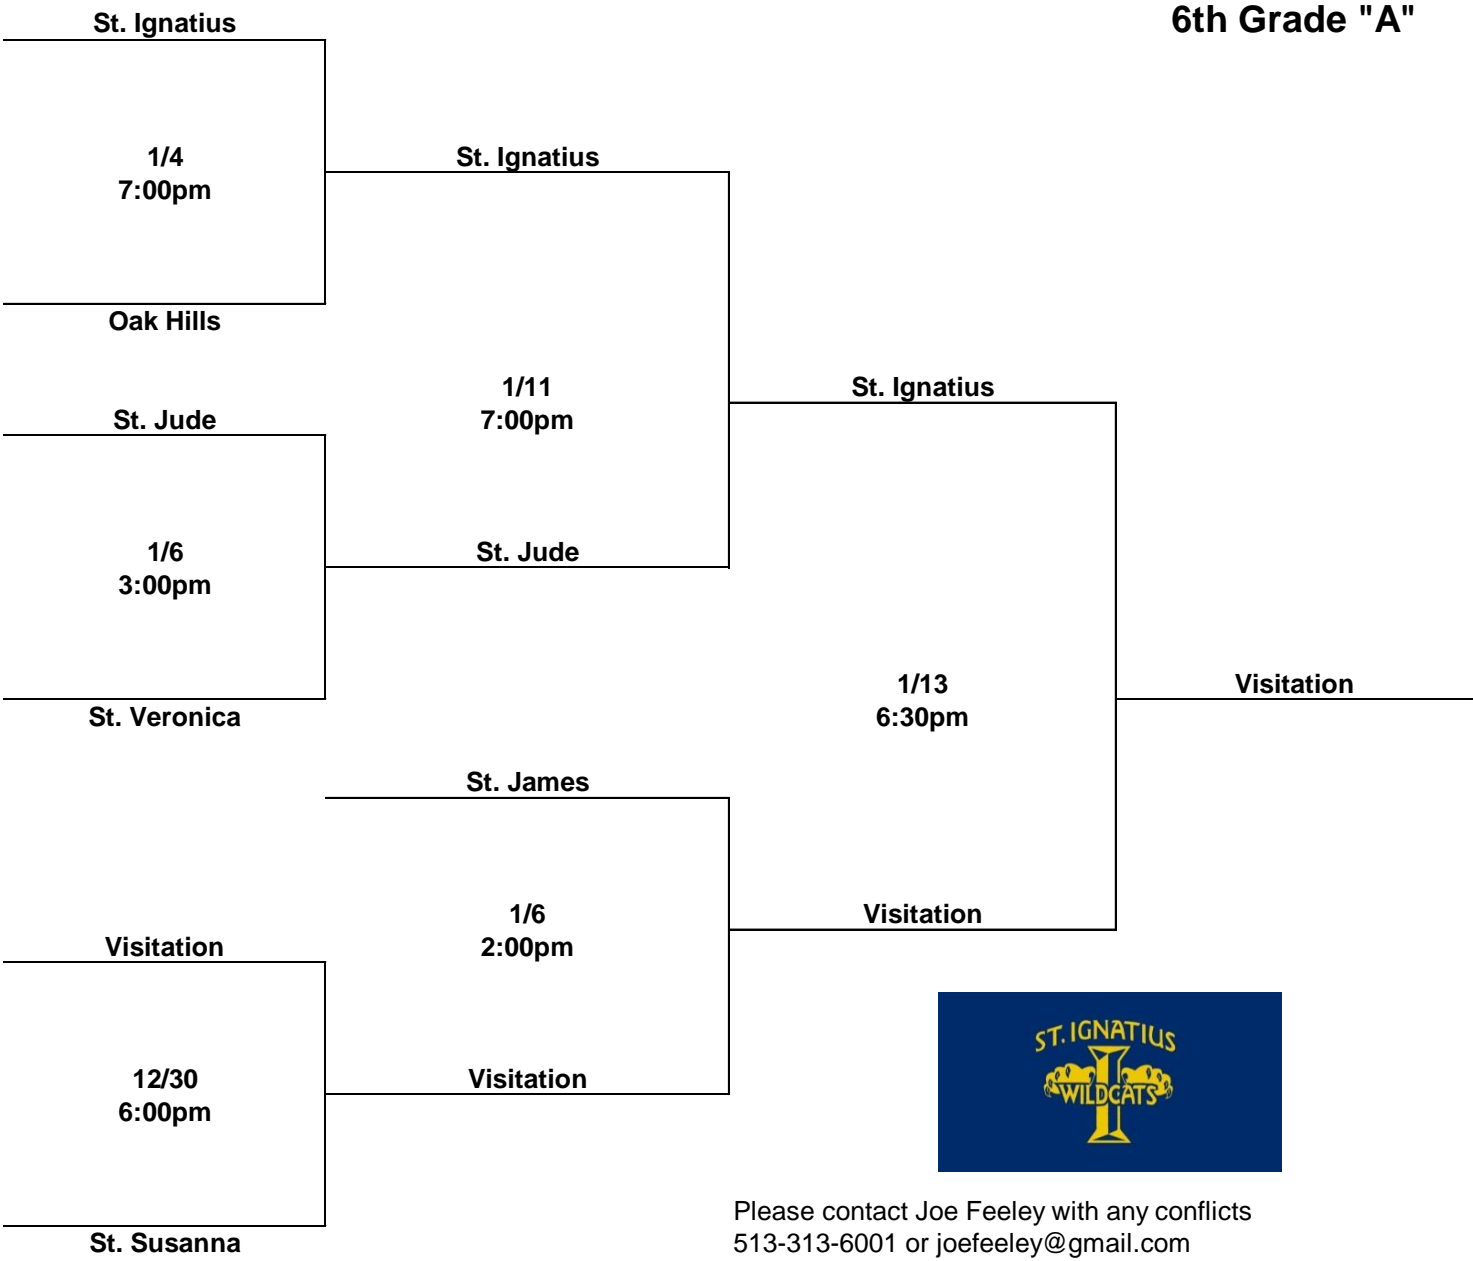 6th Grade "A"
St. Ignatius
1/4
7:00pm
St. Ignatius
Oak Hills
1/11
7:00pm
St. Ignatius
St. Jude
1/6
3:00pm
St. Jude
St. Veronica
1/13
6:30pm
Visitation
St. James
1/6
2:00pm
Visitation
Visitation
12/30
6:00pm
Visitation
St. Susanna
ST. IGNATIUS
WILDCATS
I
Please contact Joe Feeley with any conflicts
513-313-6001 or joefeeley@gmail.com